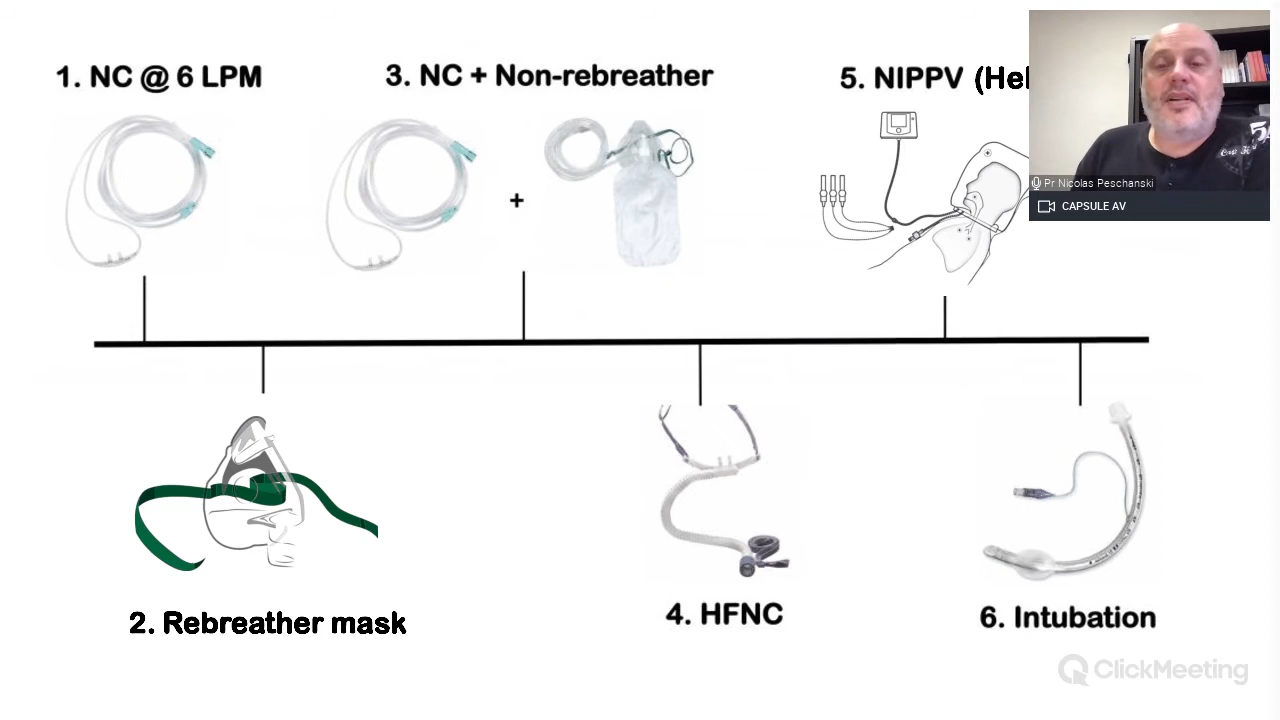 1. NC @ 6 LPM
3. NC + Non-rebreather
5. NIPPV
+
Pr Nicolas Peschanski
CAPSULE AV
2. Rebreather mask
4. HFNC
6. Intubation
ClickMeeting